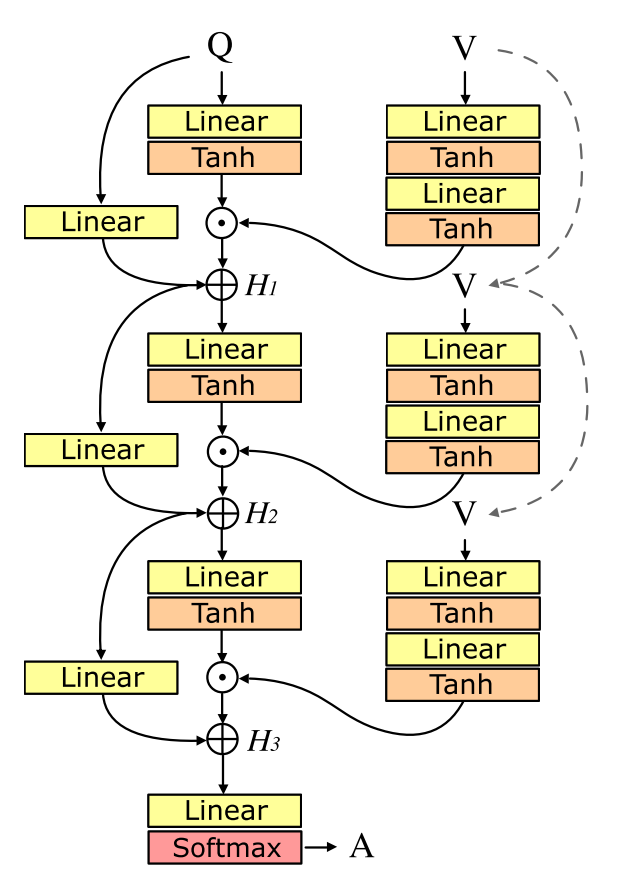 Q V
Linear Linear
Tanh Tanh
Linear Linear
Tanh
H1 V
Linear Linear
Tanh Tanh
Linear Linear
Tanh
H2 V
Linear Linear
Tanh Tanh
Linear Linear
Tanh
H3
Linear
Softmax A